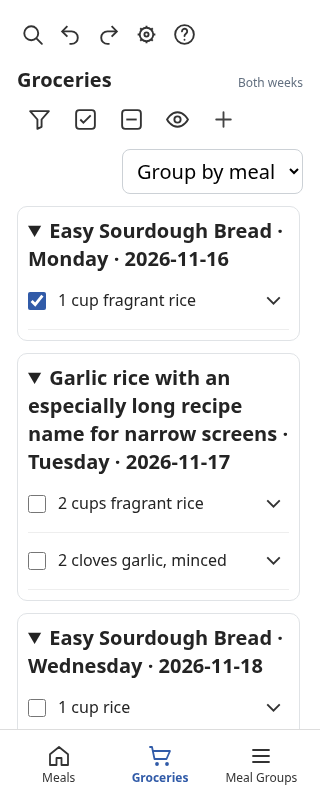 Groceries
Both weeks
Group by meal
Easy Sourdough Bread ·
Monday · 2026-11-16
1 cup fragrant rice
Garlic rice with an
especially long recipe
name for narrow screens ·
Tuesday · 2026-11-17
2 cups fragrant rice
2 cloves garlic, minced
Easy Sourdough Bread ·
Wednesday · 2026-11-18
1 cup rice
Meals
Groceries
Meal Groups